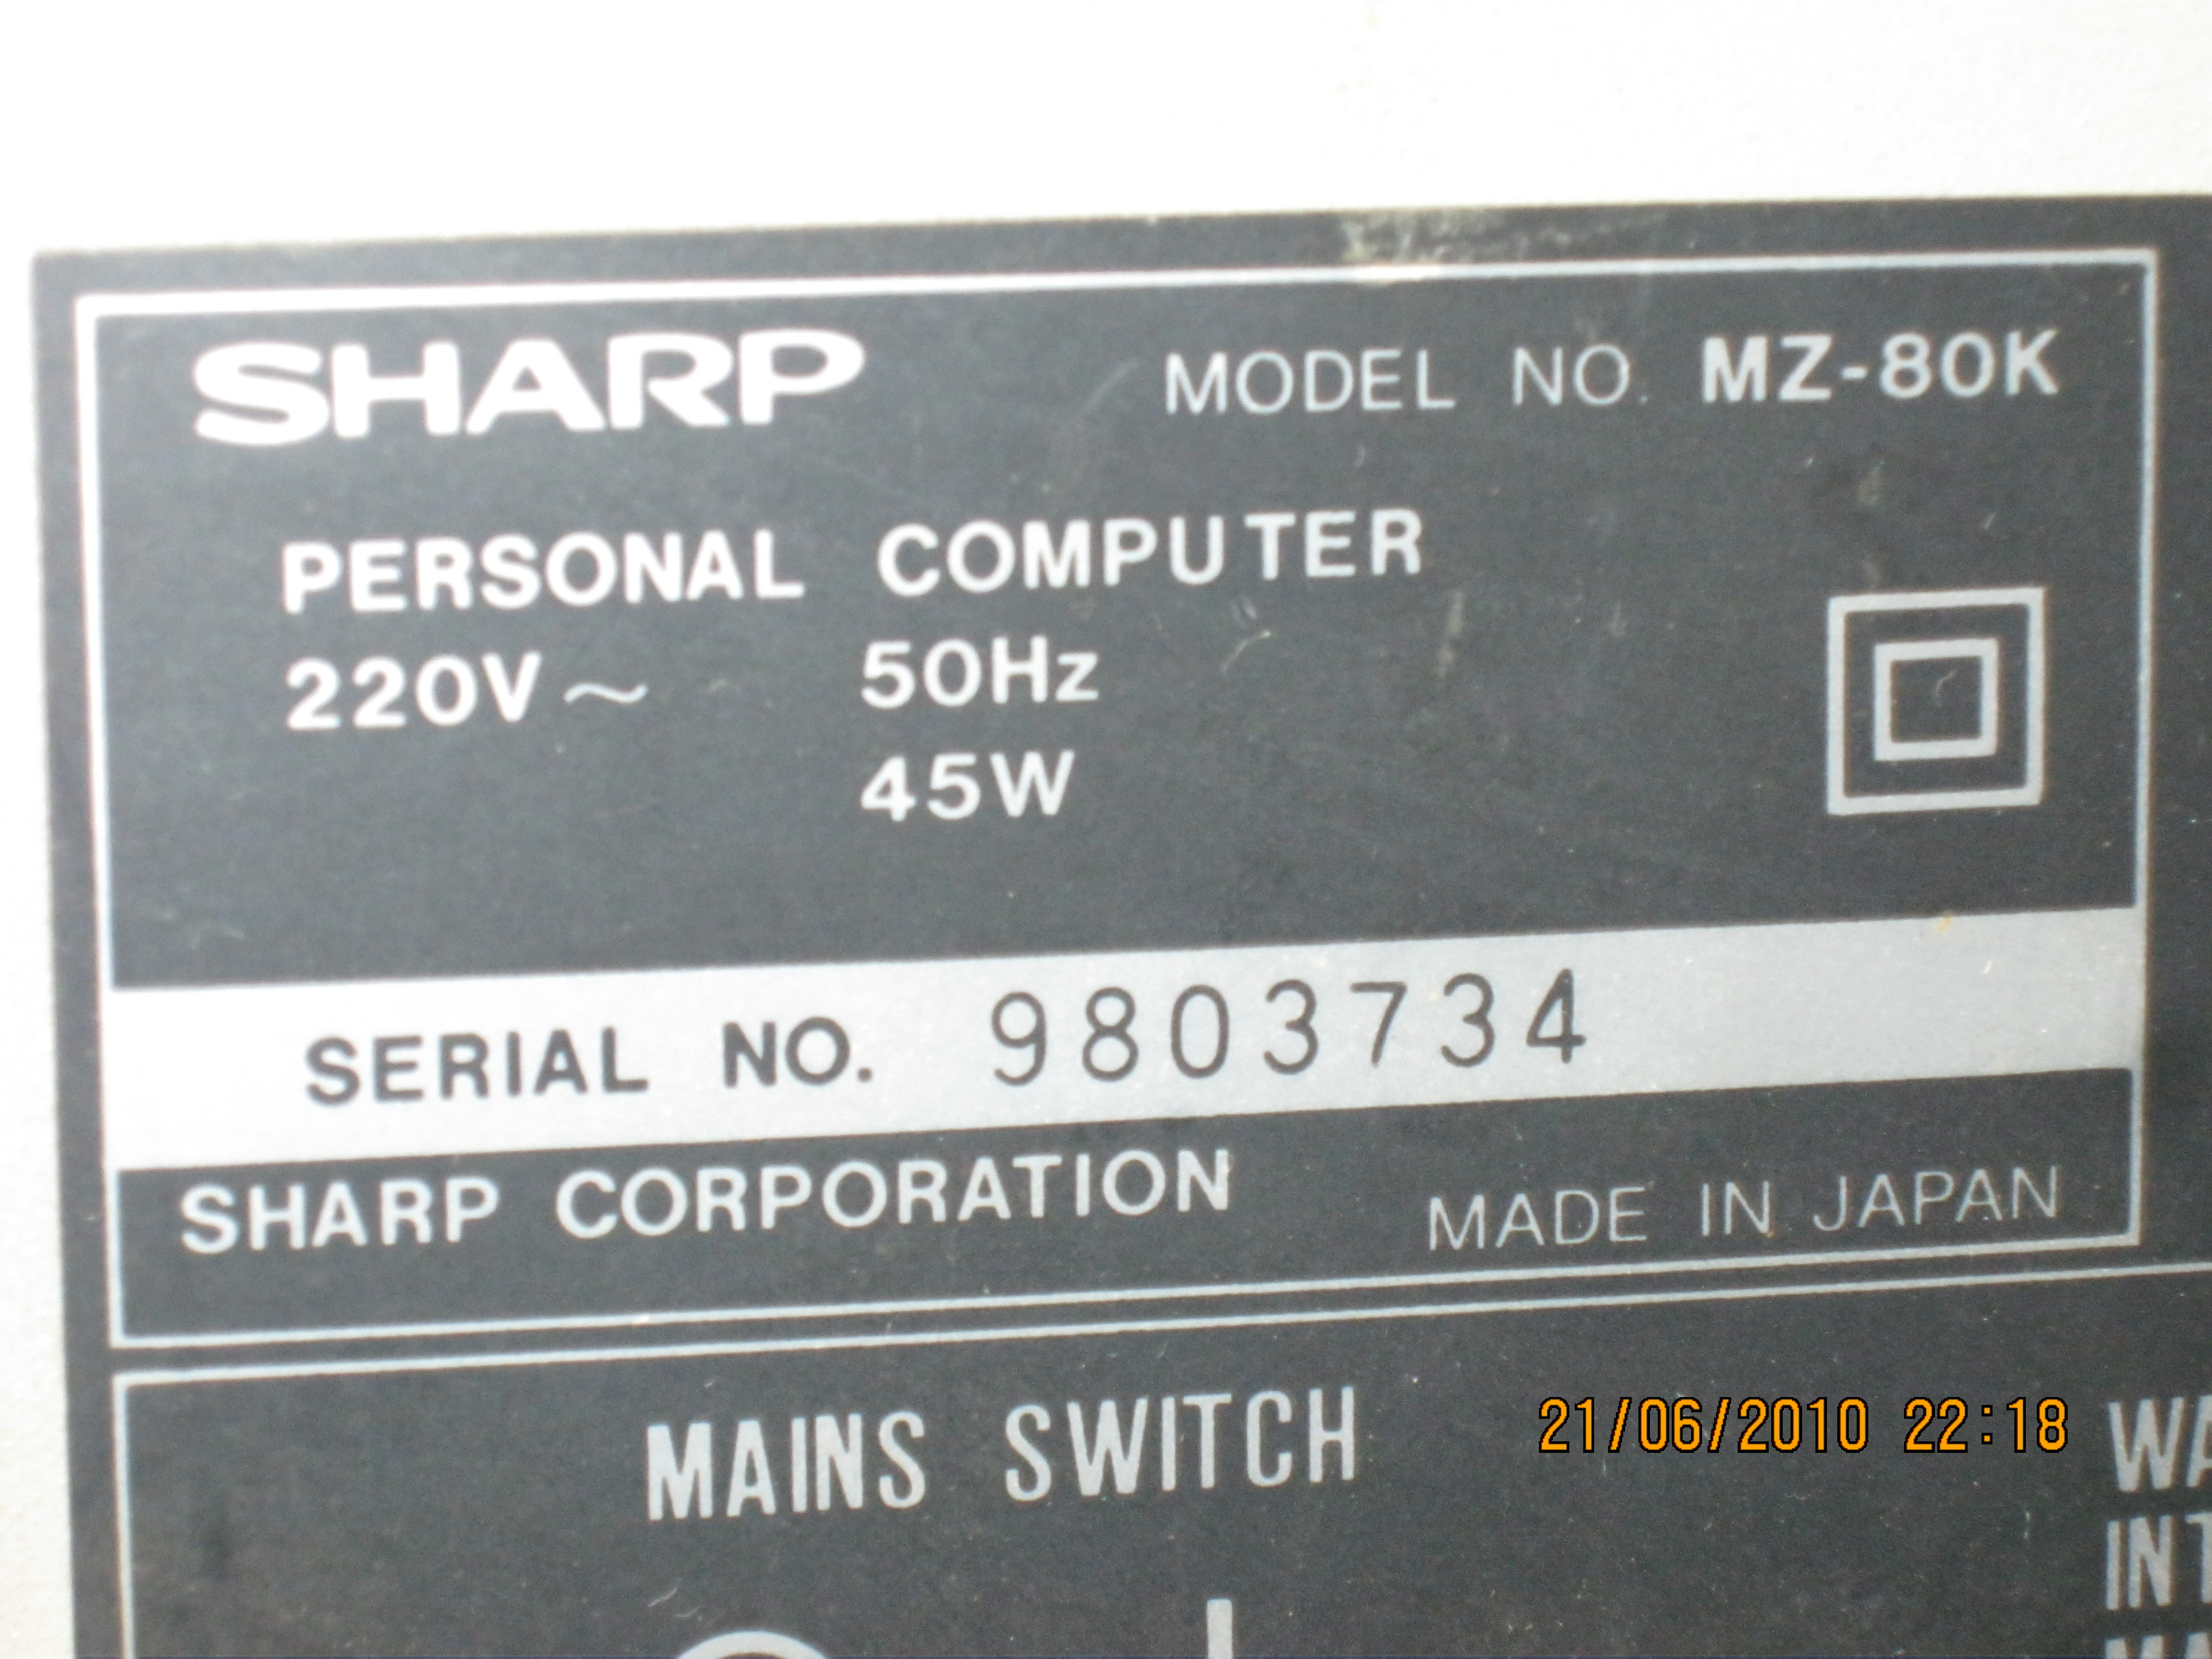 SHARP MODEL NO. MZ-80K
PERSONAL COMPUTER
220V~ 50Hz
45W
SERIAL NO. 9803734
SHARP CORPORATION MADE IN JAPAN
MAINS SWITCH
21/06/2010 22:18